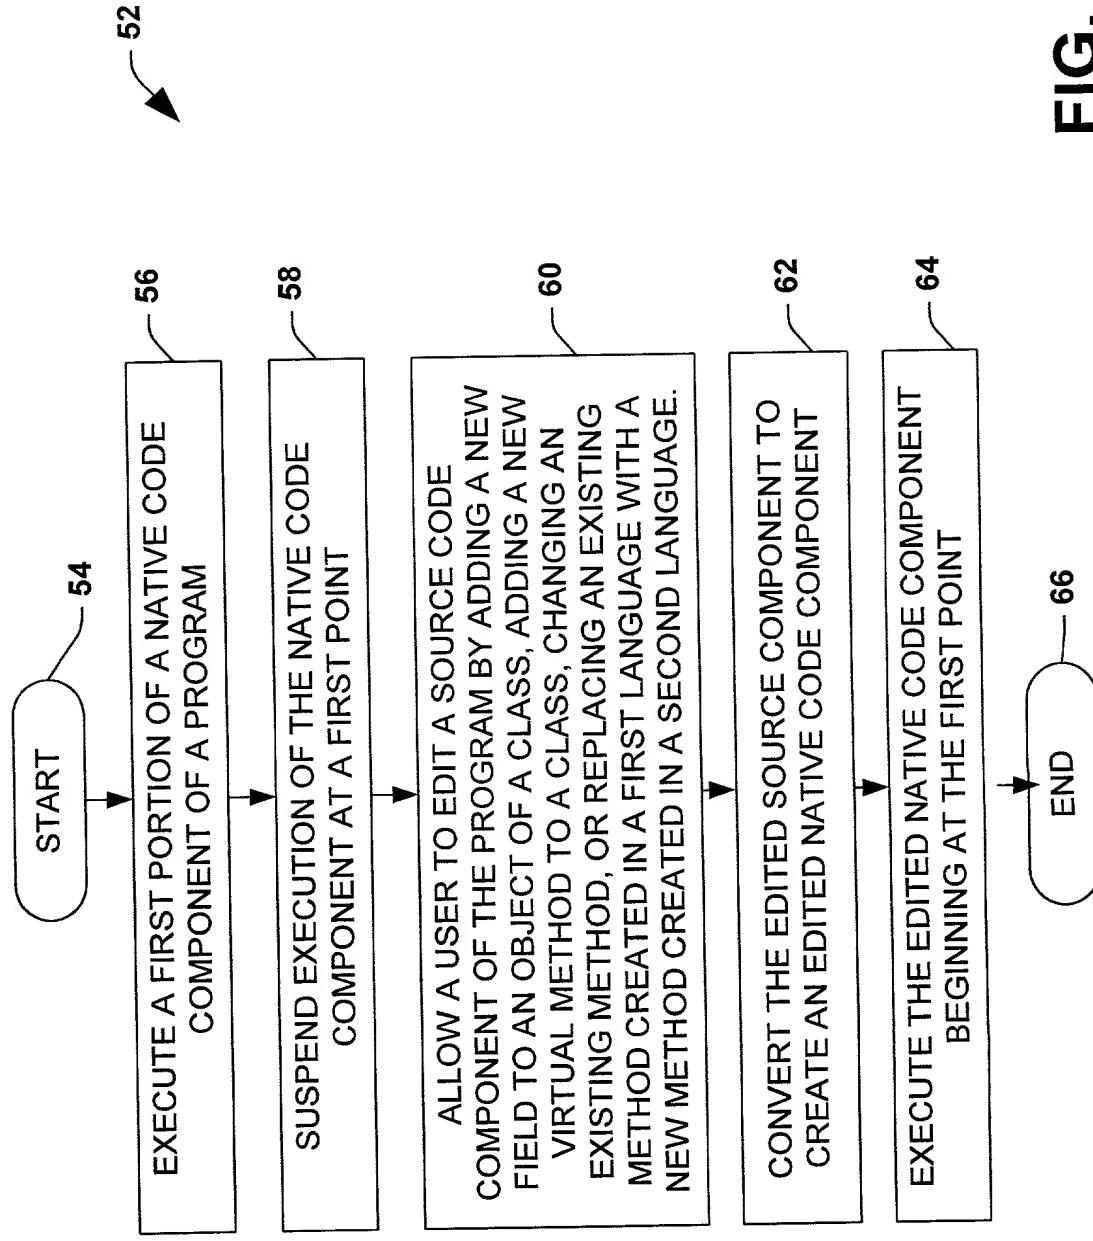 52
START
54
EXECUTE A FIRST PORTION OF A NATIVE CODE
COMPONENT OF A PROGRAM
56
SUSPEND EXECUTION OF THE NATIVE CODE
COMPONENT AT A FIRST POINT
58
ALLOW A USER TO EDIT A SOURCE CODE
COMPONENT OF THE PROGRAM BY ADDING A NEW
FIELD TO AN OBJECT OF A CLASS, ADDING A NEW
VIRTUAL METHOD TO A CLASS, CHANGING AN
EXISTING METHOD, OR REPLACING AN EXISTING
METHOD CREATED IN A FIRST LANGUAGE WITH A
NEW METHOD CREATED IN A SECOND LANGUAGE.
60
CONVERT THE EDITED SOURCE COMPONENT TO
CREATE AN EDITED NATIVE CODE COMPONENT
62
EXECUTE THE EDITED NATIVE CODE COMPONENT
BEGINNING AT THE FIRST POINT
64
END
66
FIG.